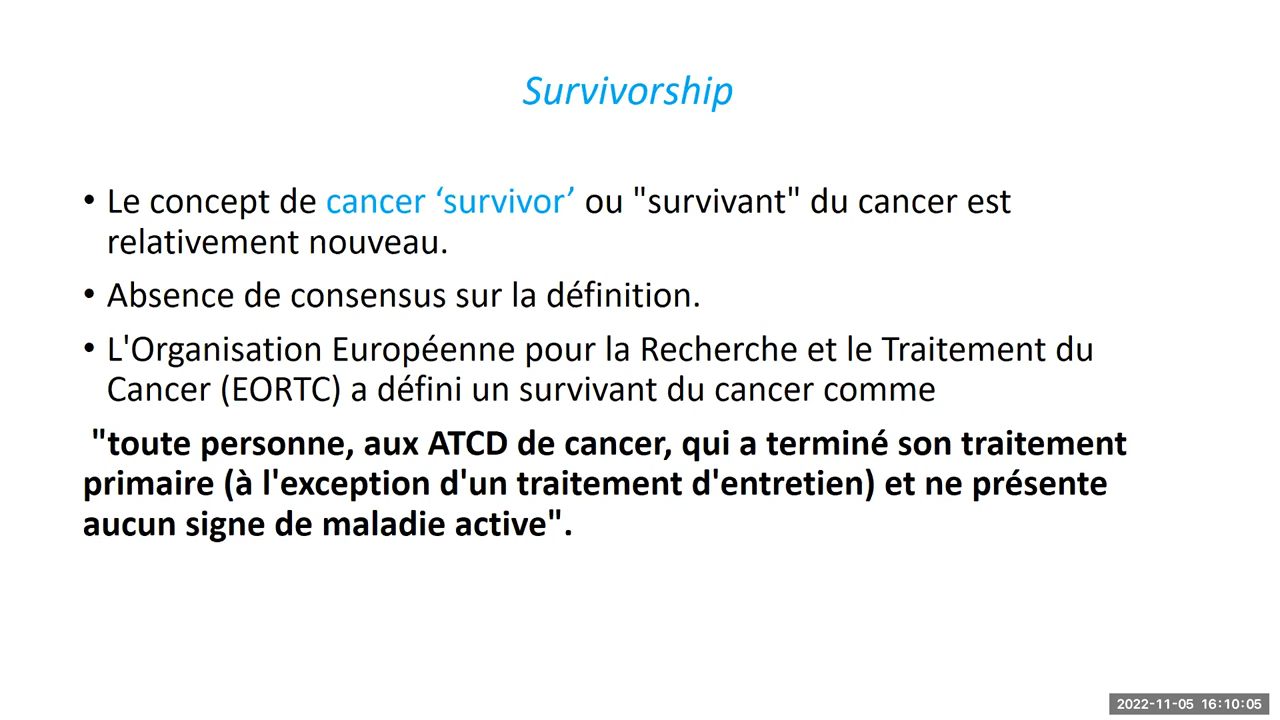 Survivorship
• Le concept de cancer ‘survivor’ ou "survivant" du cancer est
relativement nouveau.
• Absence de consensus sur la définition.
• L'Organisation Européenne pour la Recherche et le Traitement du
Cancer (EORTC) a défini un survivant du cancer comme
"toute personne, aux ATCD de cancer, qui a terminé son traitement
primaire (à l'exception d'un traitement d'entretien) et ne présente
aucun signe de maladie active".
2022-11-05 16:10:05